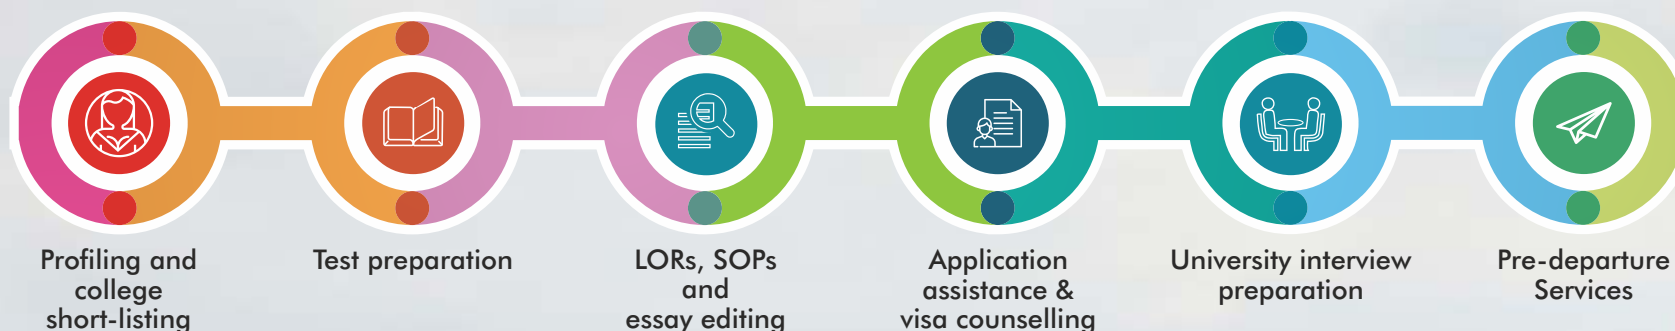 Profiling and
college
short-listing
Test preparation
LORs, SOPs
and
essay editing
Application
assistance &
visa counselling
University interview
preparation
Pre-departure
Services